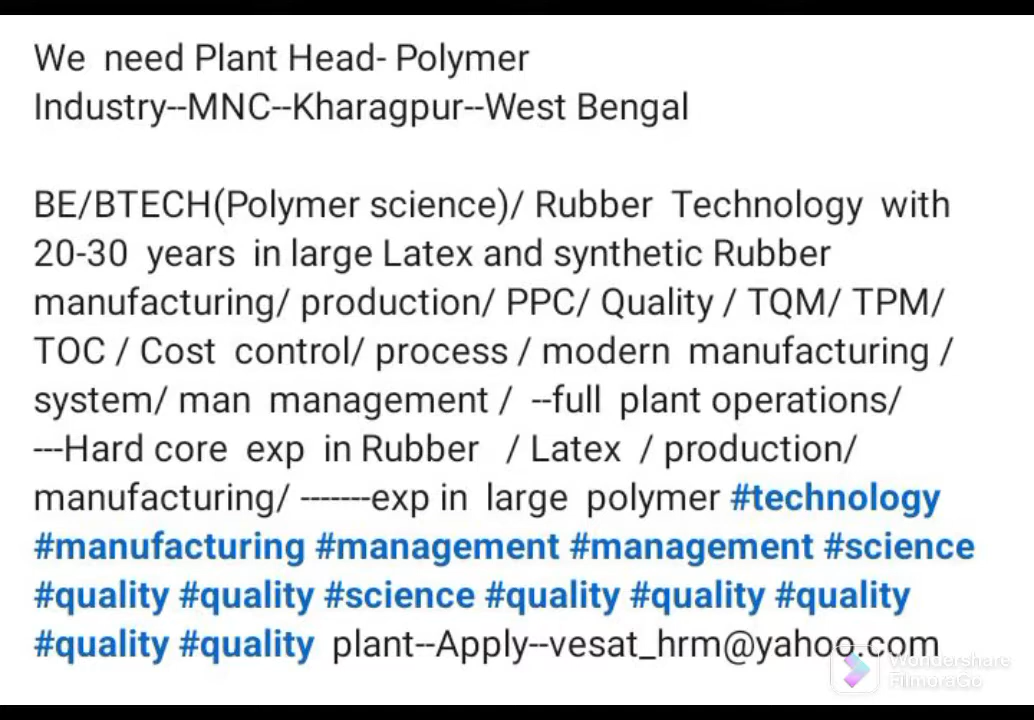 We need Plant Head- Polymer
Industry--MNC--Kharagpur--West Bengal
BE/BTECH(Polymer science)/ Rubber Technology with
20-30 years in large Latex and synthetic Rubber
manufacturing/ production/ PPC/ Quality / TQM/ TPM/
TOC / Cost control/ process / modern manufacturing /
system/ man management / --full plant operations/
---Hard core exp in Rubber / Latex / production/
manufacturing/ -------exp in large polymer #technology
#manufacturing #management #management #science
#quality #quality #science #quality #quality #quality
#quality #quality plant--Apply--vesat_hrm@yahoo.com
Wondershare
FilmoraGo